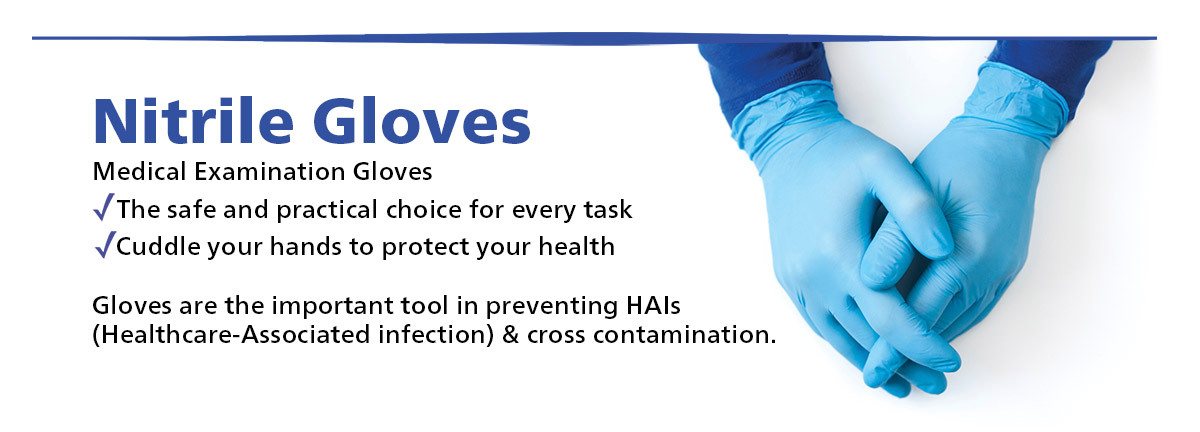 Nitrile Gloves
Medical Examination Gloves
✓The safe and practical choice for every task
✓Cuddle your hands to protect your health
Gloves are the important tool in preventing HAIs
(Healthcare-Associated infection) & cross contamination.